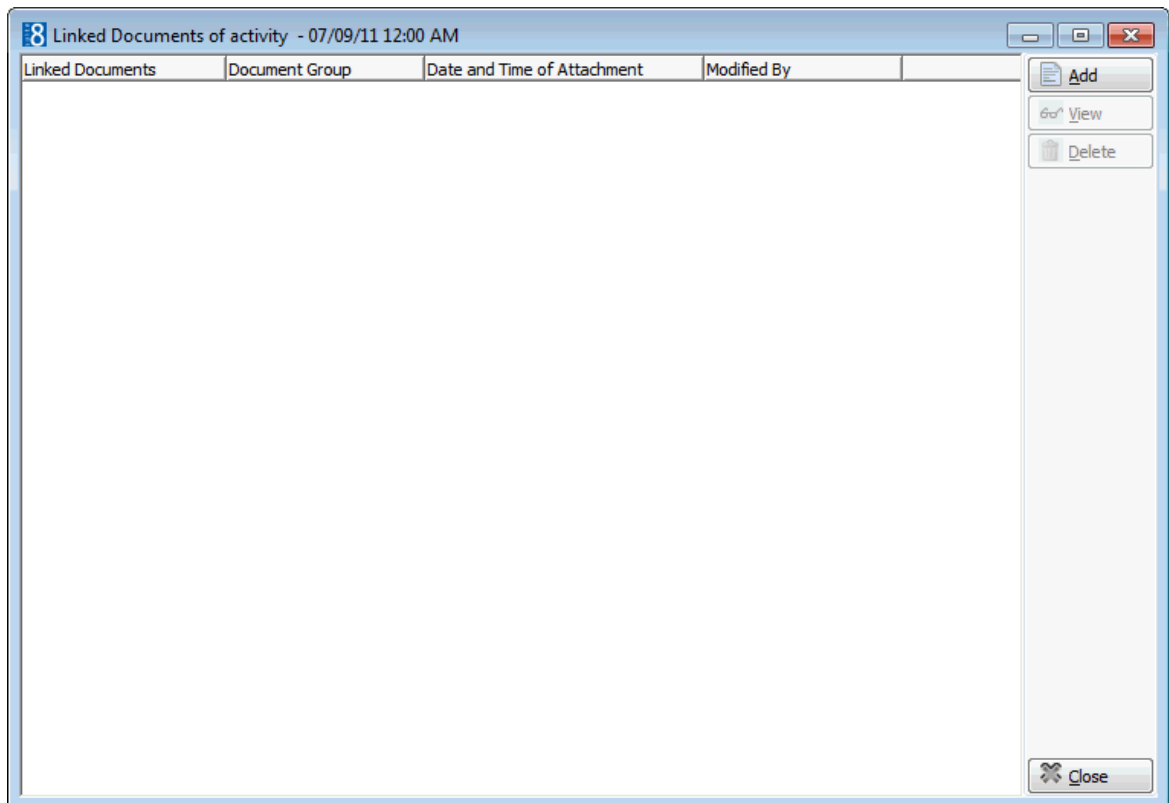 8 Linked Documents of activity - 07/09/11 12:00 AM
Linked Documents Document Group Date and Time of Attachment Modified By
Add
View
Delete
Close